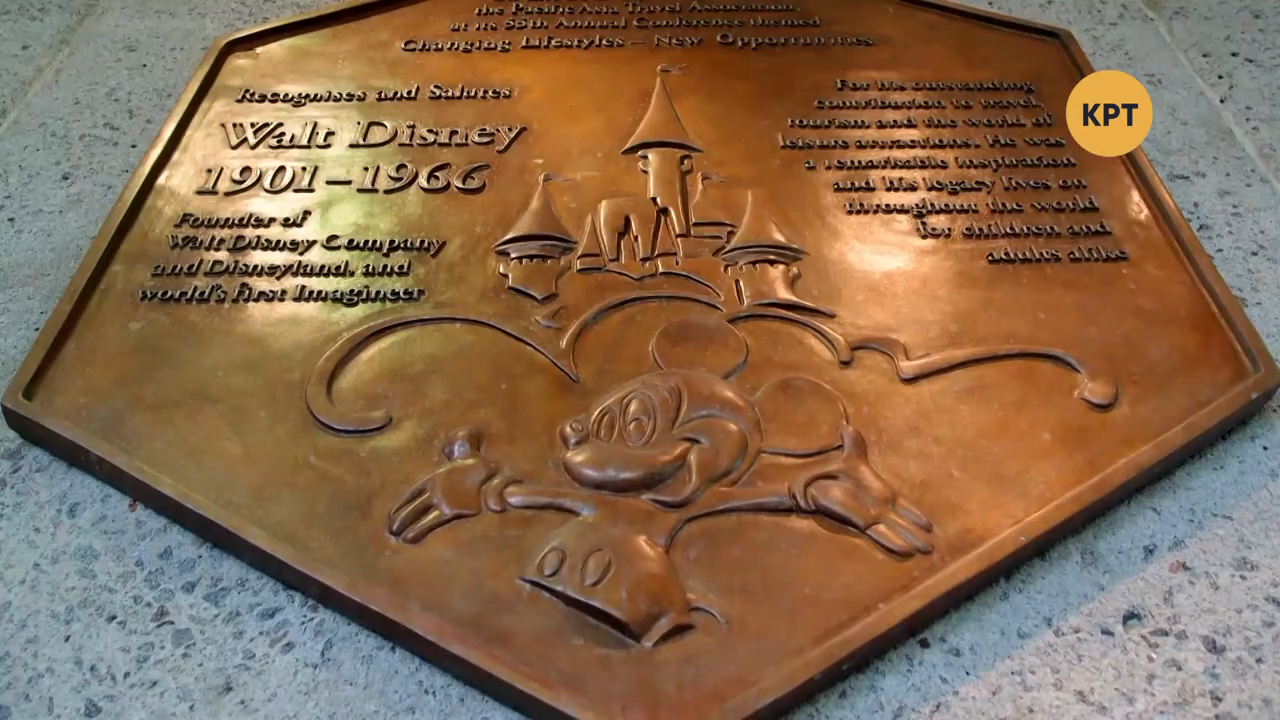 the Pacific Asia Travel Association,
at its 55th Annual Conference themed
Changing Lifestyles – New Opportunities
Recognises and Salutes
Walt Disney
1901–1966
Founder of
Walt Disney Company
and Disneyland, and
world's first Imagineer
For his outstanding
contribution to travel,
tourism and the world of
leisure attractions. He was
a remarkable inspiration
and his legacy lives on
throughout the world
for children and
adults alike
КРТ